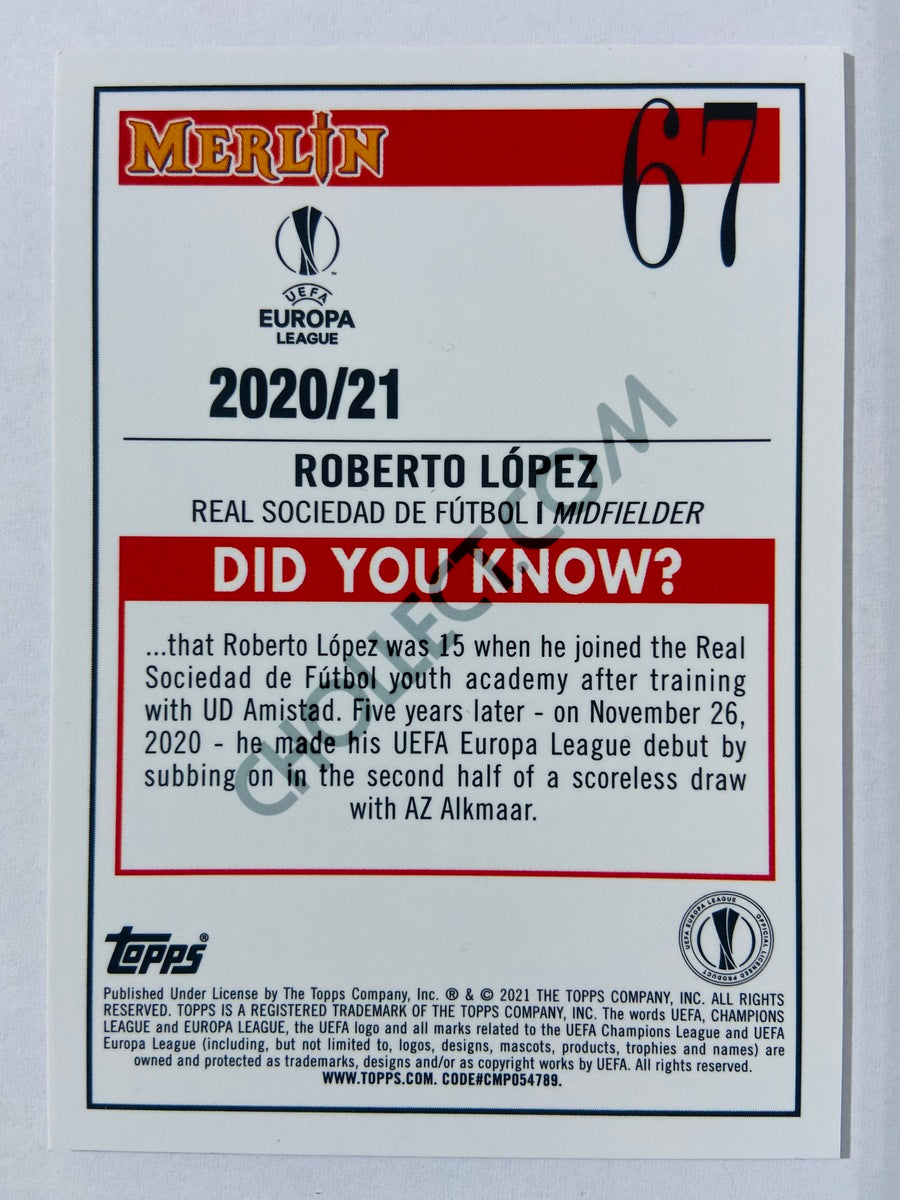 MERLIN
67
UEFA
EUROPA
LEAGUE
2020/21
ROBERTO LÓPEZ
REAL SOCIEDAD DE FÚTBOL | MIDFIELDER
DID YOU KNOW?
...that Roberto López was 15 when he joined the Real
Sociedad de Fútbol youth academy after training
with UD Amistad. Five years later - on November 26,
2020 - he made his UEFA Europa League debut by
subbing on in the second half of a scoreless draw
with AZ Alkmaar.
CHOLLECT.COM
UEFA EUROPA LEAGUE OFFICIAL LICENSED PRODUCT
TOPPS®
Published Under License by The Topps Company, Inc. ® & © 2021 THE TOPPS COMPANY, INC. ALL RIGHTS
RESERVED. TOPPS IS A REGISTERED TRADEMARK OF THE TOPPS COMPANY, INC. The words UEFA, CHAMPIONS
LEAGUE and EUROPA LEAGUE, the UEFA logo and all marks related to the UEFA Champions League and UEFA
Europa League (including, but not limited to, logos, designs, mascots, products, trophies and names) are
owned and protected as trademarks, designs and/or as copyright works by UEFA. All rights reserved.
WWW.TOPPS.COM. CODE#CMP054789.